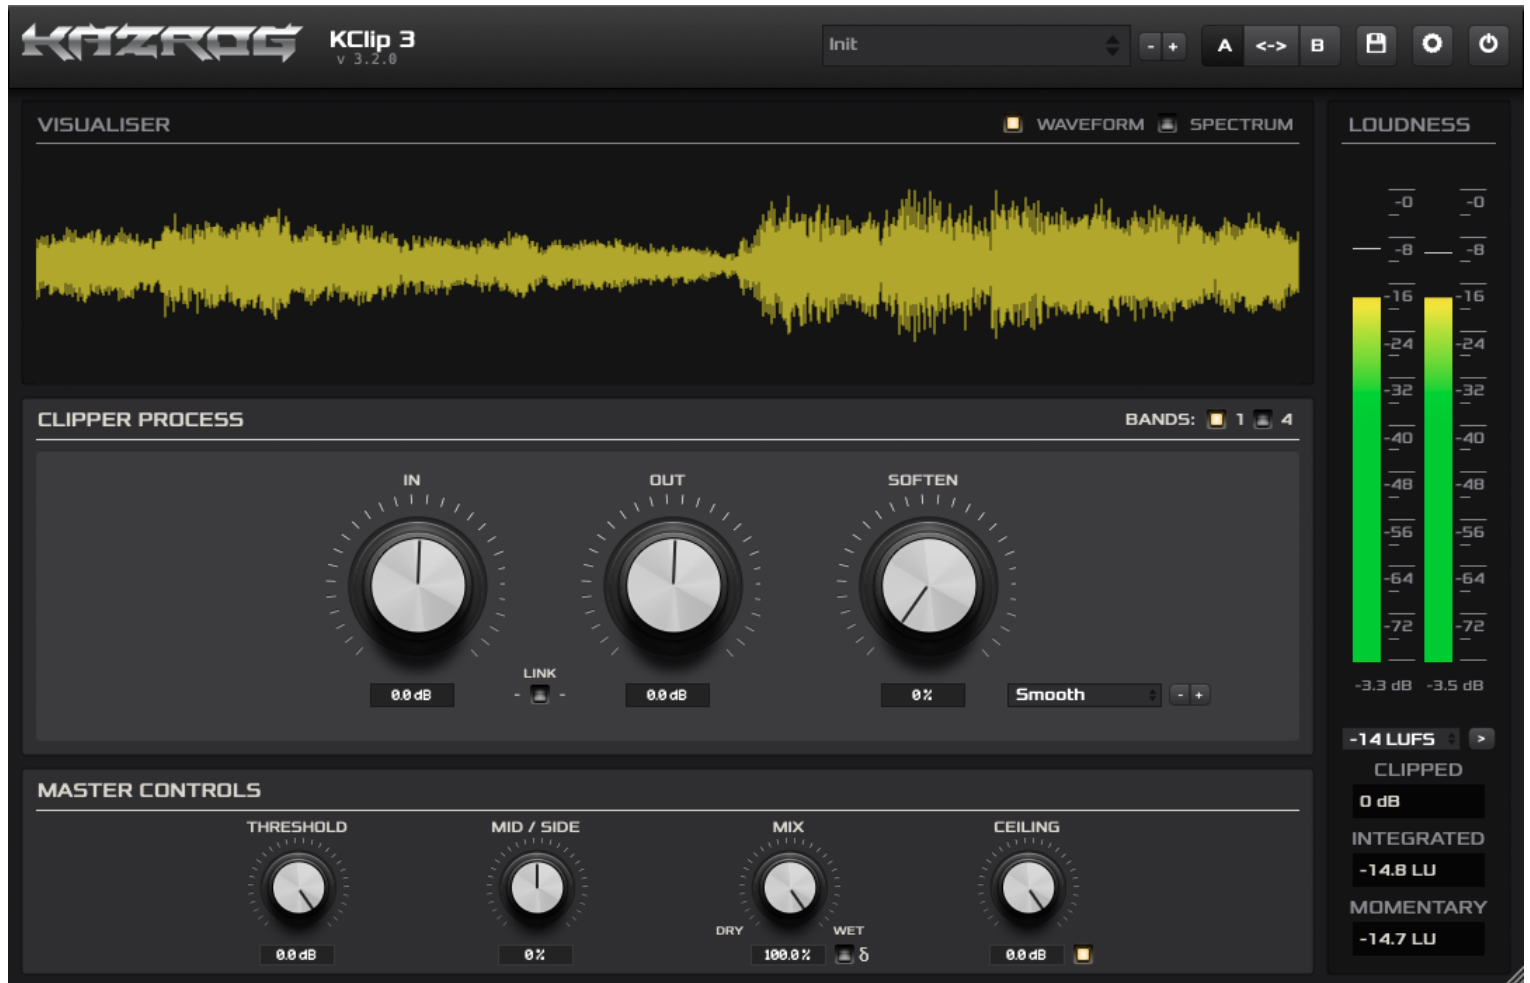 KAZROG
KClip 3
v 3.2.0
Init
- +
A <-> B
VISUALISER
WAVEFORM SPECTRUM
LOUDNESS
-0 -0
-8 -8
-16 -16
-24 -24
-32 -32
-40 -40
-48 -48
-56 -56
-64 -64
-72 -72
-3.3 dB -3.5 dB
-14 LUFS >
CLIPPED
0 dB
INTEGRATED
-14.8 LU
MOMENTARY
-14.7 LU
CLIPPER PROCESS
BANDS: 1 4
IN OUT SOFTEN
LINK
- -
0.0 dB 0.0 dB 0% Smooth - +
MASTER CONTROLS
THRESHOLD MID / SIDE MIX CEILING
DRY WET
0.0 dB 0% 100.0% δ 0.0 dB